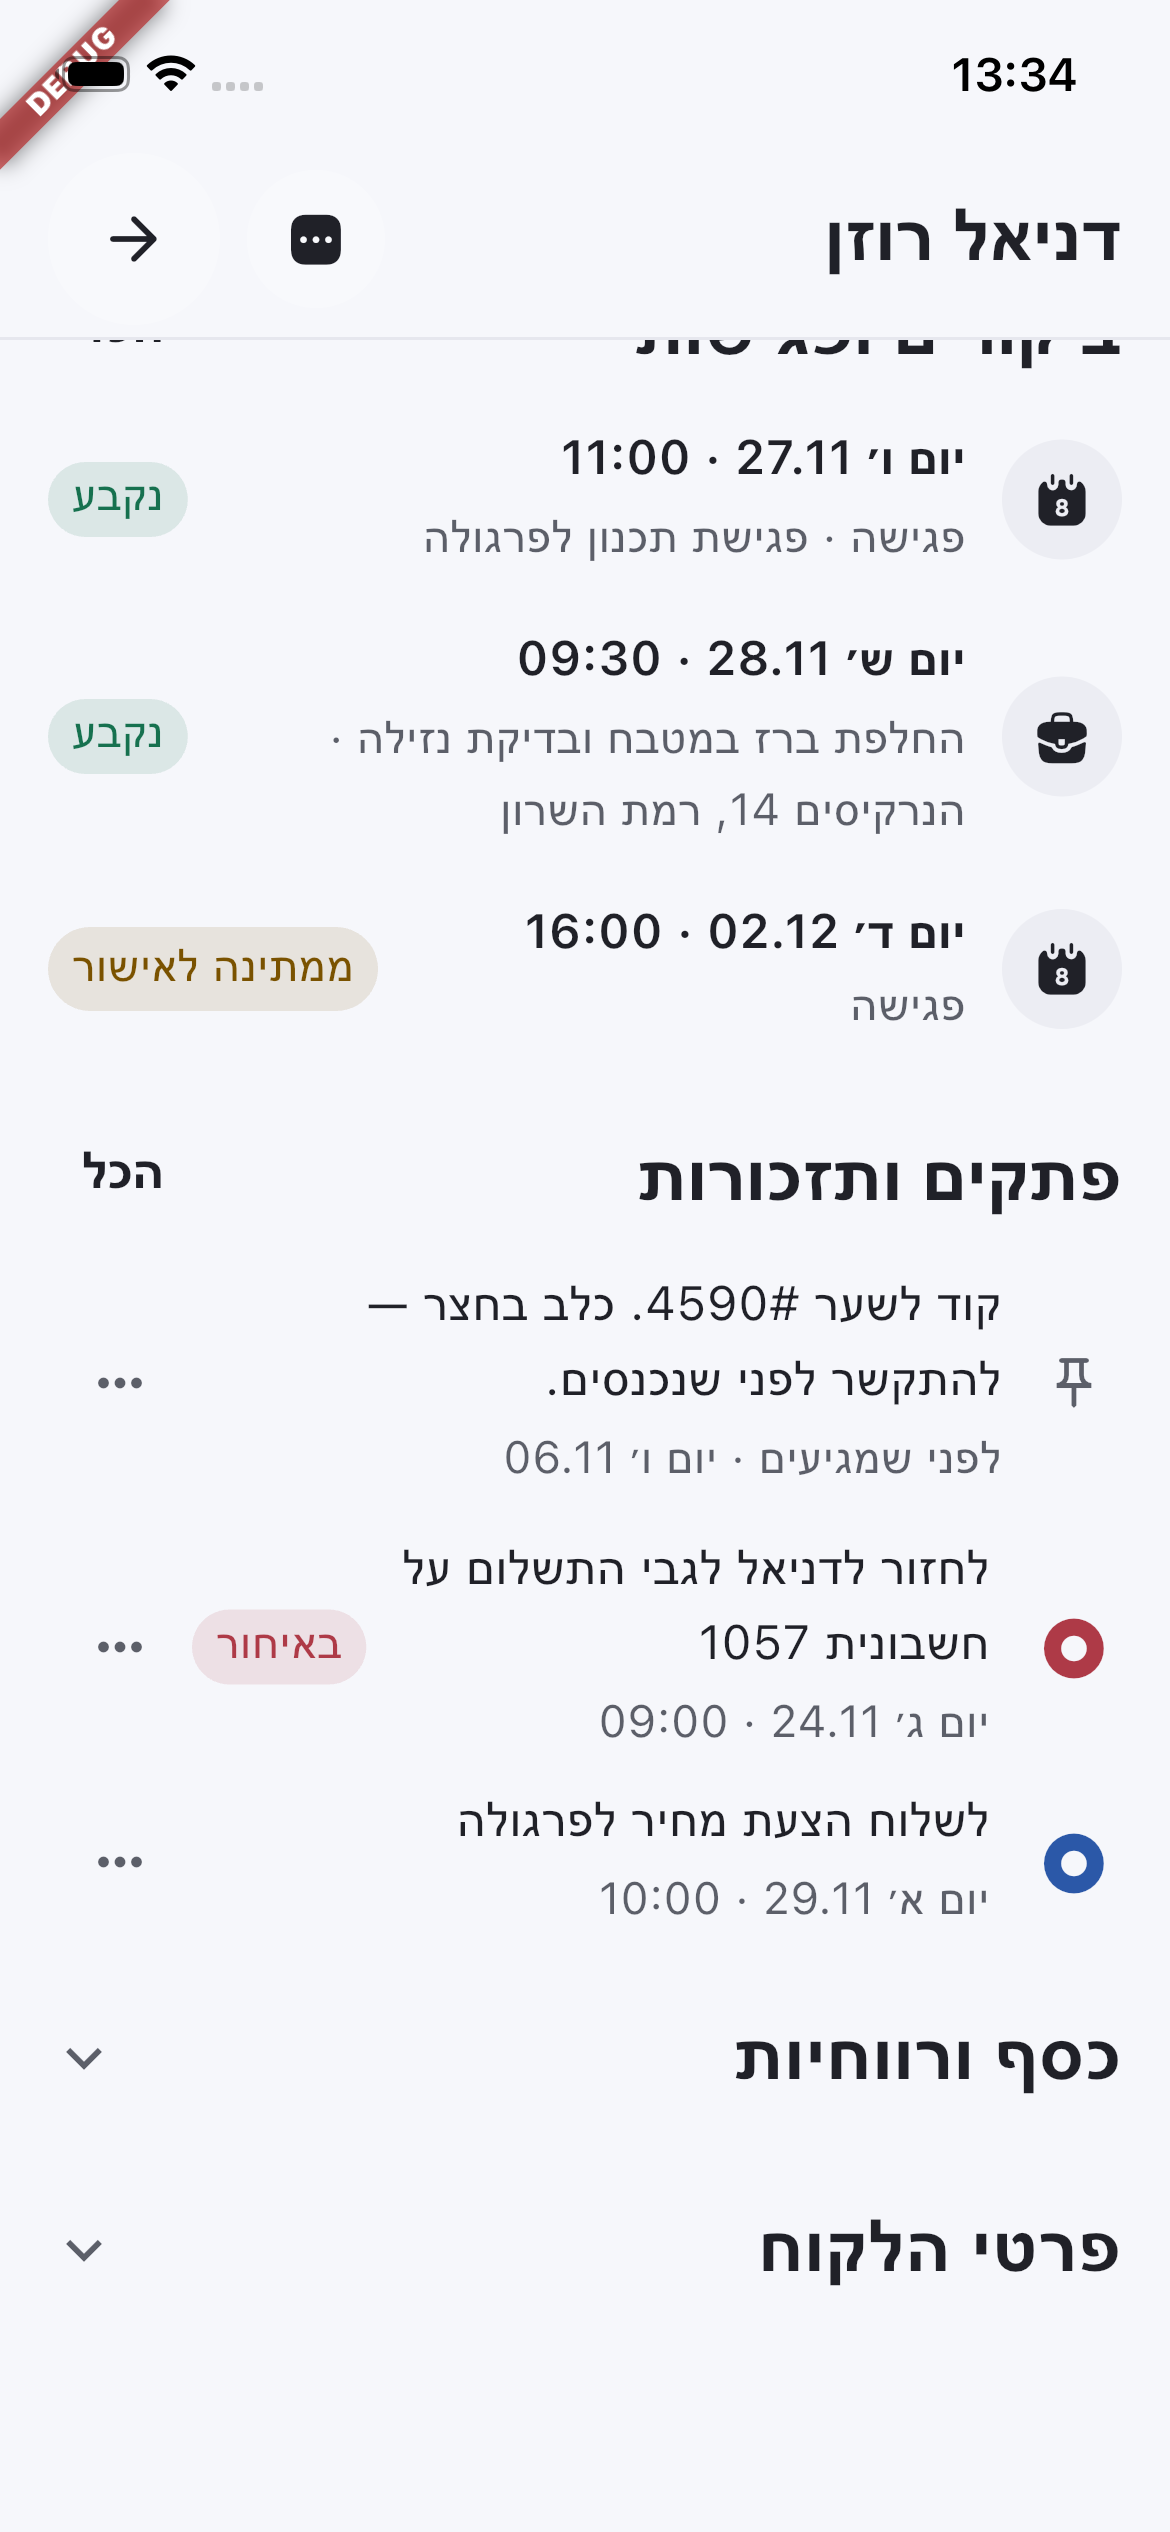 DEBUG
13:34
דניאל רוזן
יום ו׳ 27.11 · 11:00
פגישה · פגישת תכנון לפרגולה
נקבע
8
יום ש׳ 28.11 · 09:30
החלפת ברז במטבח ובדיקת נזילה ·
הנרקיסים 14, רמת השרון
נקבע
יום ד׳ 02.12 · 16:00
פגישה
ממתינה לאישור
8
פתקים ותזכורות
הכל
קוד לשער 4590#. כלב בחצר —
להתקשר לפני שנכנסים.
לפני שמגיעים · יום ו׳ 06.11
לחזור לדניאל לגבי התשלום על
חשבונית 1057
באיחור
יום ג׳ 24.11 · 09:00
לשלוח הצעת מחיר לפרגולה
יום א׳ 29.11 · 10:00
כסף ורווחיות
פרטי הלקוח